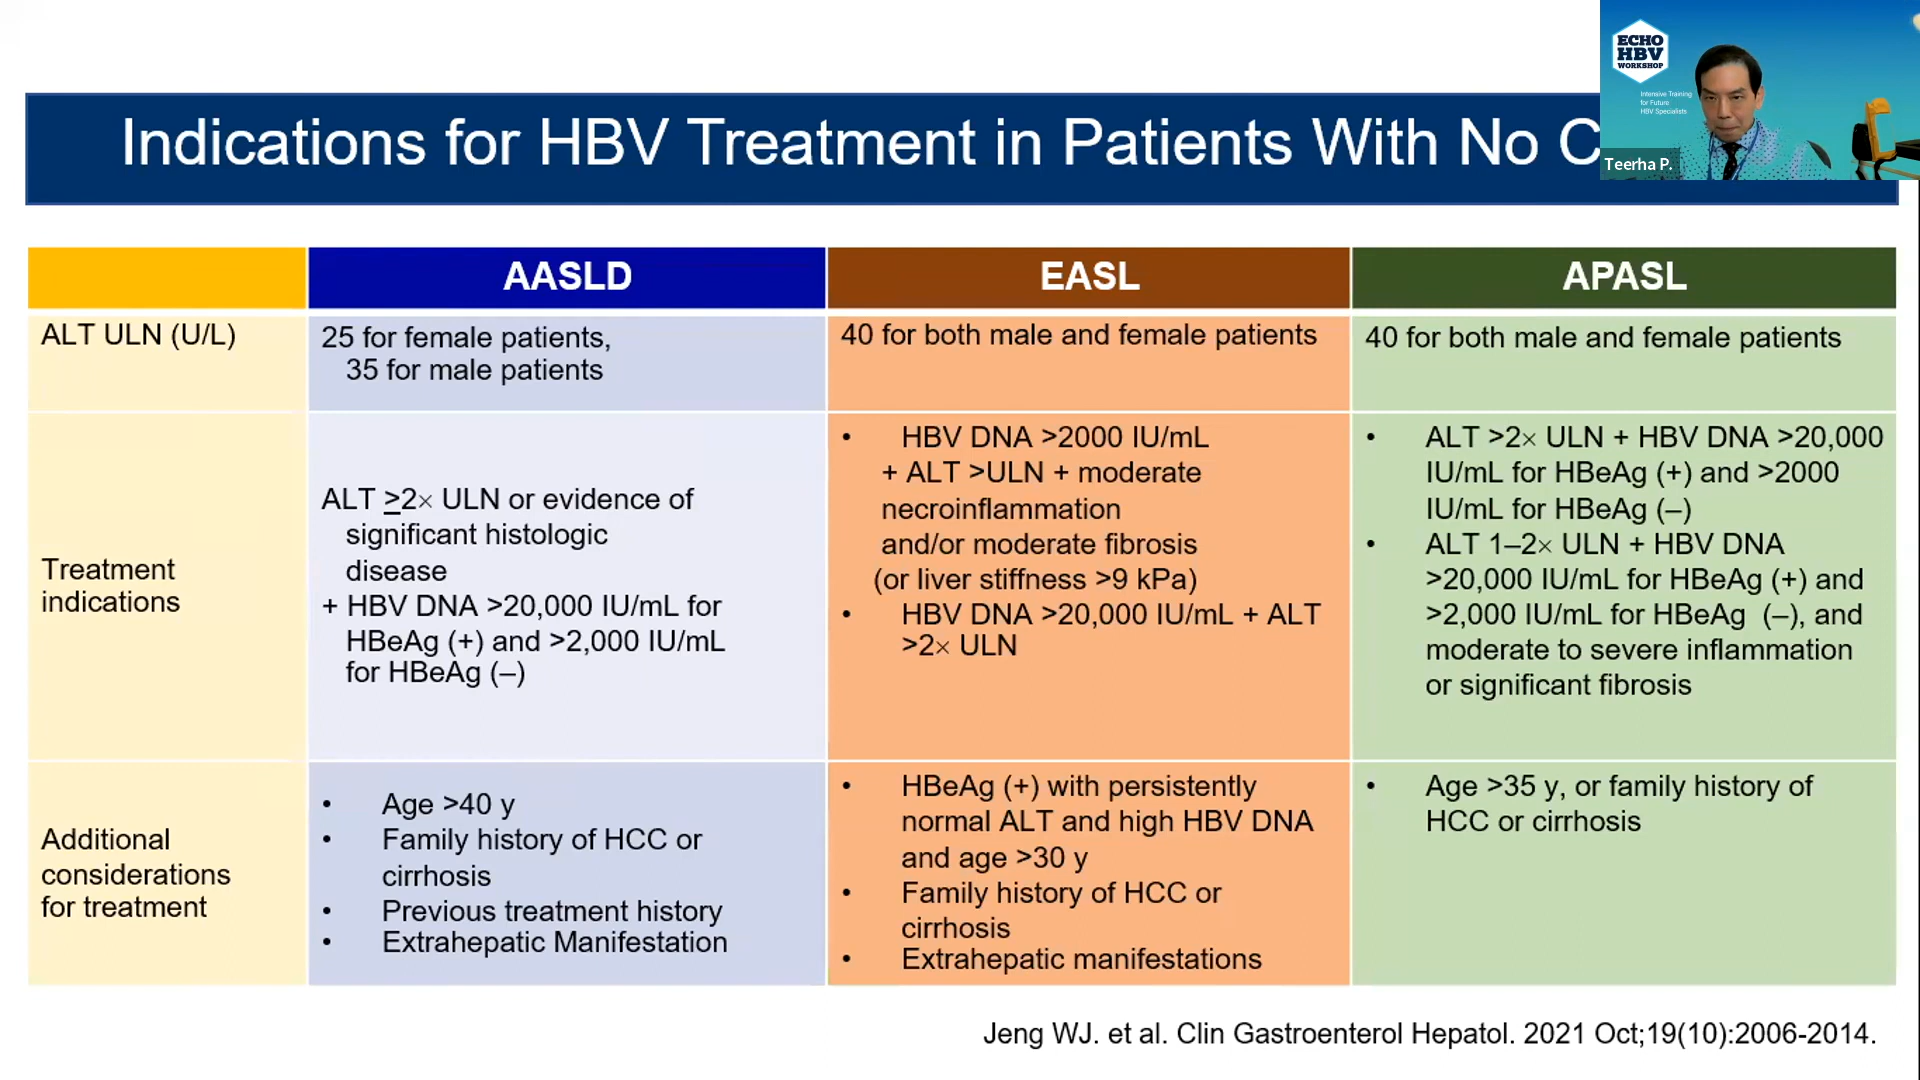 ECHO
HBV
WORKSHOP
Intensive Training
for Future
HBV Specialists
Teerha P.
Indications for HBV Treatment in Patients With No C
AASLD
EASL
APASL
ALT ULN (U/L)
25 for female patients,
35 for male patients
40 for both male and female patients
40 for both male and female patients
Treatment
indications
ALT ≥2× ULN or evidence of
significant histologic
disease
+ HBV DNA >20,000 IU/mL for
HBeAg (+) and >2,000 IU/mL
for HBeAg (–)
• HBV DNA >2000 IU/mL
+ ALT >ULN + moderate
necroinflammation
and/or moderate fibrosis
(or liver stiffness >9 kPa)
• HBV DNA >20,000 IU/mL + ALT
>2× ULN
• ALT >2× ULN + HBV DNA >20,000
IU/mL for HBeAg (+) and >2000
IU/mL for HBeAg (–)
• ALT 1–2× ULN + HBV DNA
>20,000 IU/mL for HBeAg (+) and
>2,000 IU/mL for HBeAg (–), and
moderate to severe inflammation
or significant fibrosis
Additional
considerations
for treatment
• Age >40 y
• Family history of HCC or
cirrhosis
• Previous treatment history
• Extrahepatic Manifestation
• HBeAg (+) with persistently
normal ALT and high HBV DNA
and age >30 y
• Family history of HCC or
cirrhosis
• Extrahepatic manifestations
• Age >35 y, or family history of
HCC or cirrhosis
Jeng WJ. et al. Clin Gastroenterol Hepatol. 2021 Oct;19(10):2006-2014.